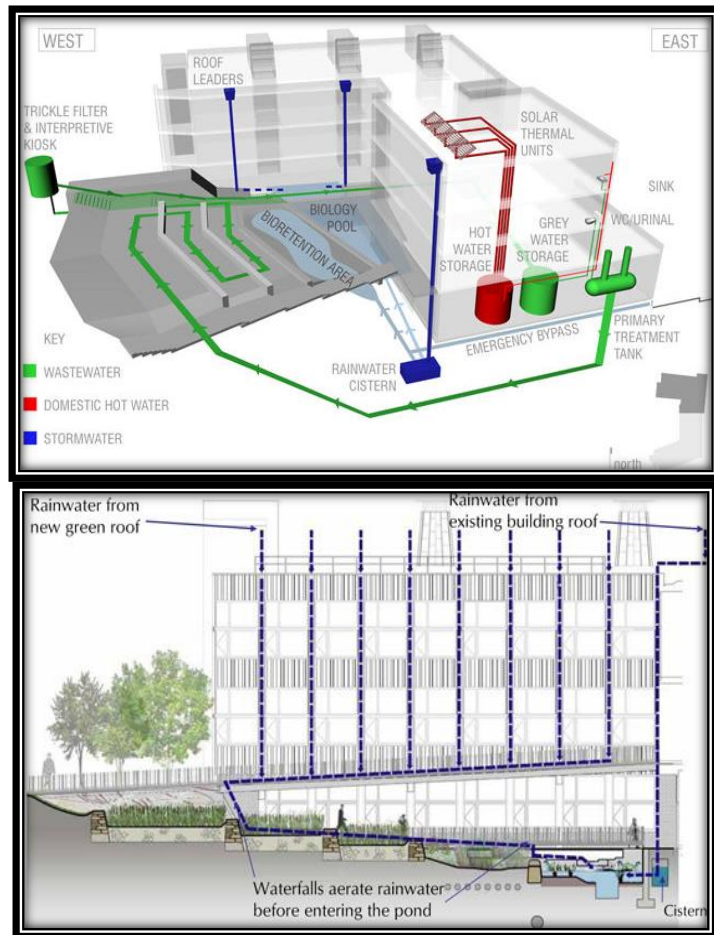 WEST
EAST
ROOF
LEADERS
TRICKLE FILTER
& INTERPRETIVE
KIOSK
SOLAR
THERMAL
UNITS
SINK
BIOLOGY
POOL
WC/URINAL
GREY
WATER
STORAGE
HOT
WATER
STORAGE
BIORETENTION AREA
PRIMARY
TREATMENT
TANK
EMERGENCY BYPASS
RAINWATER
CISTERN
KEY
WASTEWATER
DOMESTIC HOT WATER
STORMWATER
north
Rainwater from
new green roof
Rainwater from
existing building roof
Waterfalls aerate rainwater
before entering the pond
Cistern